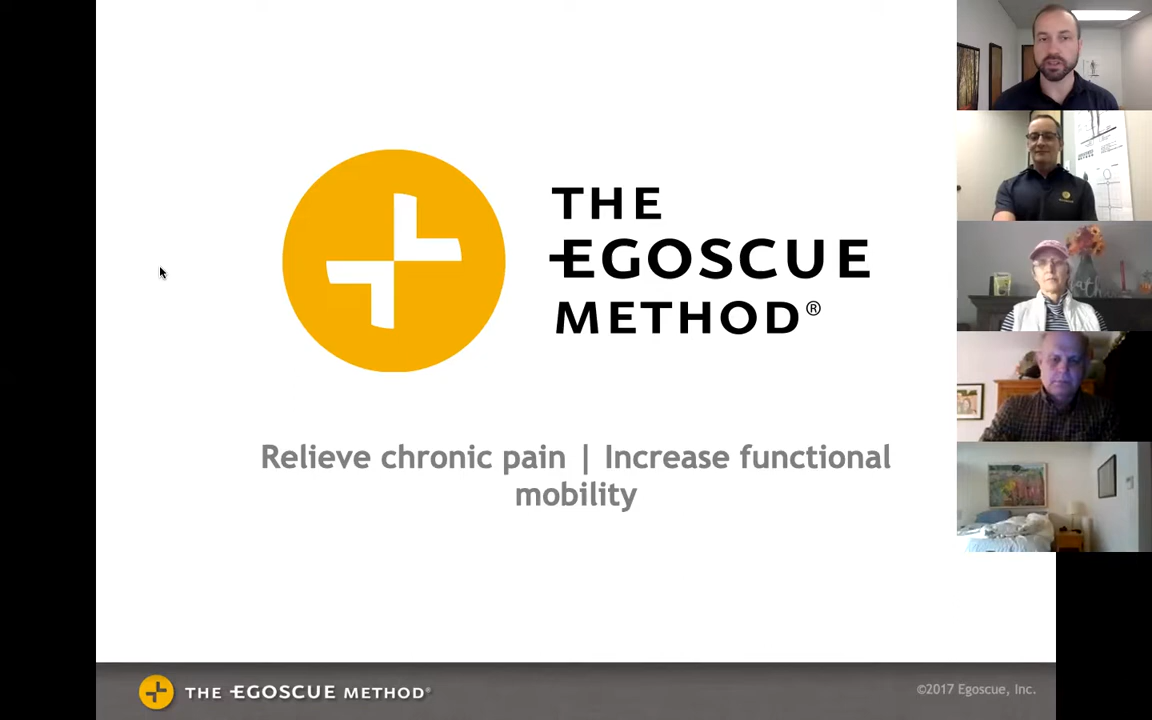 THE
EGOSCUE
METHOD®
Relieve chronic pain | Increase functional
mobility
THE EGOSCUE METHOD®
©2017 Egoscue, Inc.